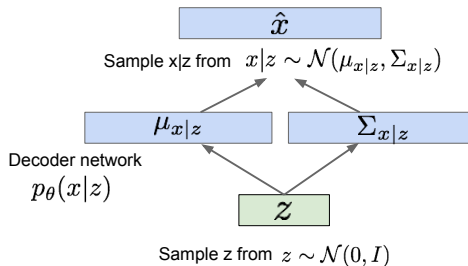 x̂
Sample x|z from x|z ∼ 𝒩(μ_{x|z}, Σ_{x|z})
μ_{x|z} Σ_{x|z}
Decoder network
p_θ(x|z)
z
Sample z from z ∼ 𝒩(0, I)